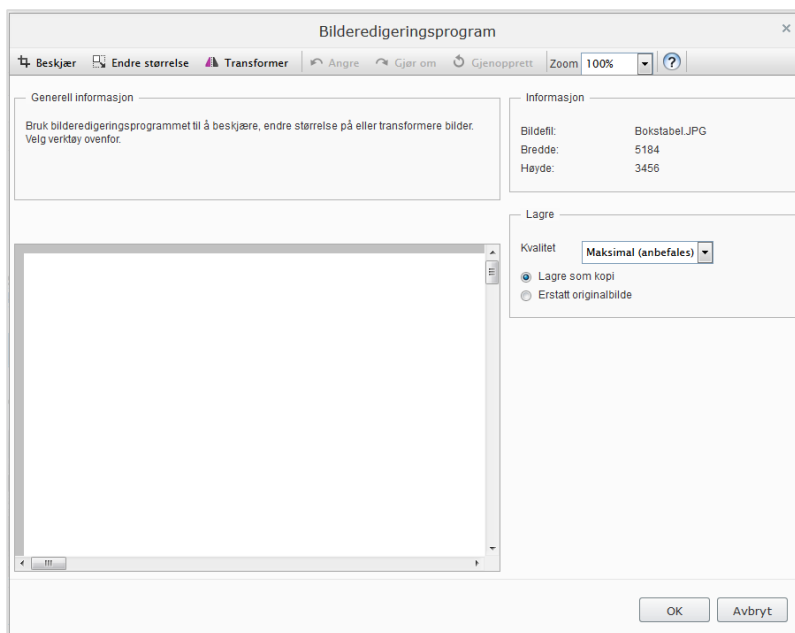 Bilderedigeringsprogram
Beskjær Endre størrelse Transformer Angre Gjør om Gjenopprett Zoom 100% ?
Generell informasjon
Bruk bilderedigeringsprogrammet til å beskjære, endre størrelse på eller transformere bilder.
Velg verktøy ovenfor.
Informasjon
Bildefil: Bokstabel.JPG
Bredde: 5184
Høyde: 3456
Lagre
Kvalitet Maksimal (anbefales)
Lagre som kopi
Erstatt originalbilde
OK Avbryt